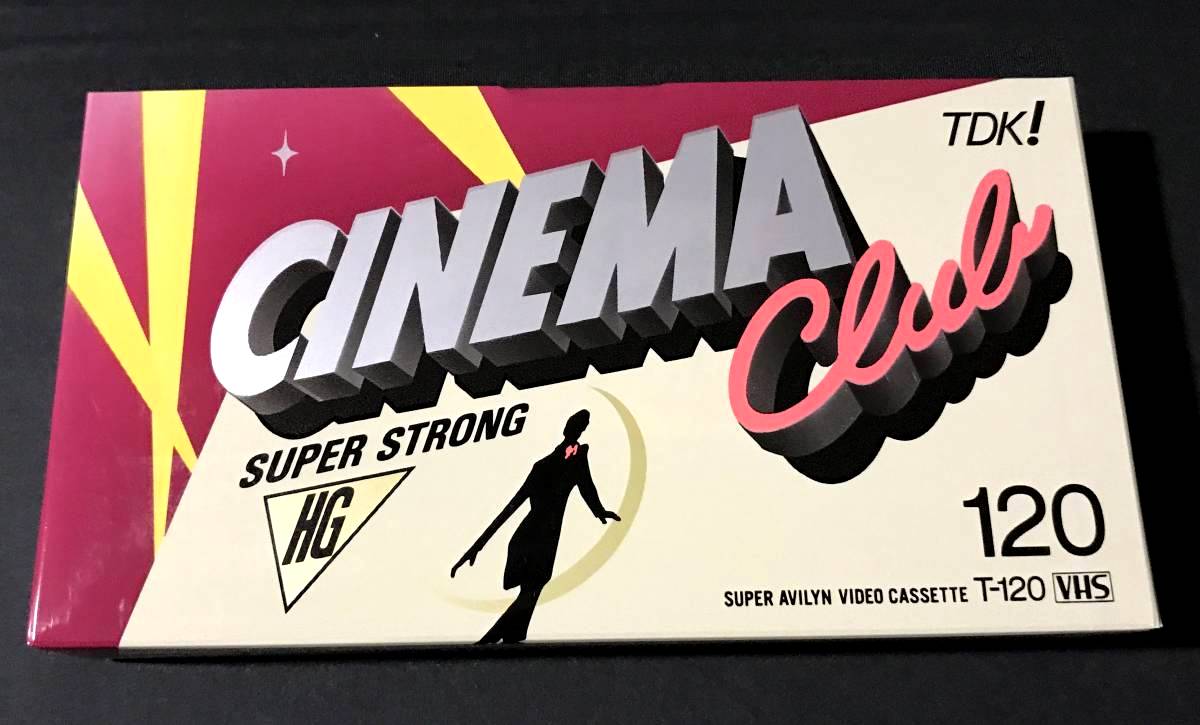 TDK!
CINEMA
Club
SUPER STRONG
HG
120
SUPER AVILYN VIDEO CASSETTE T-120 VHS